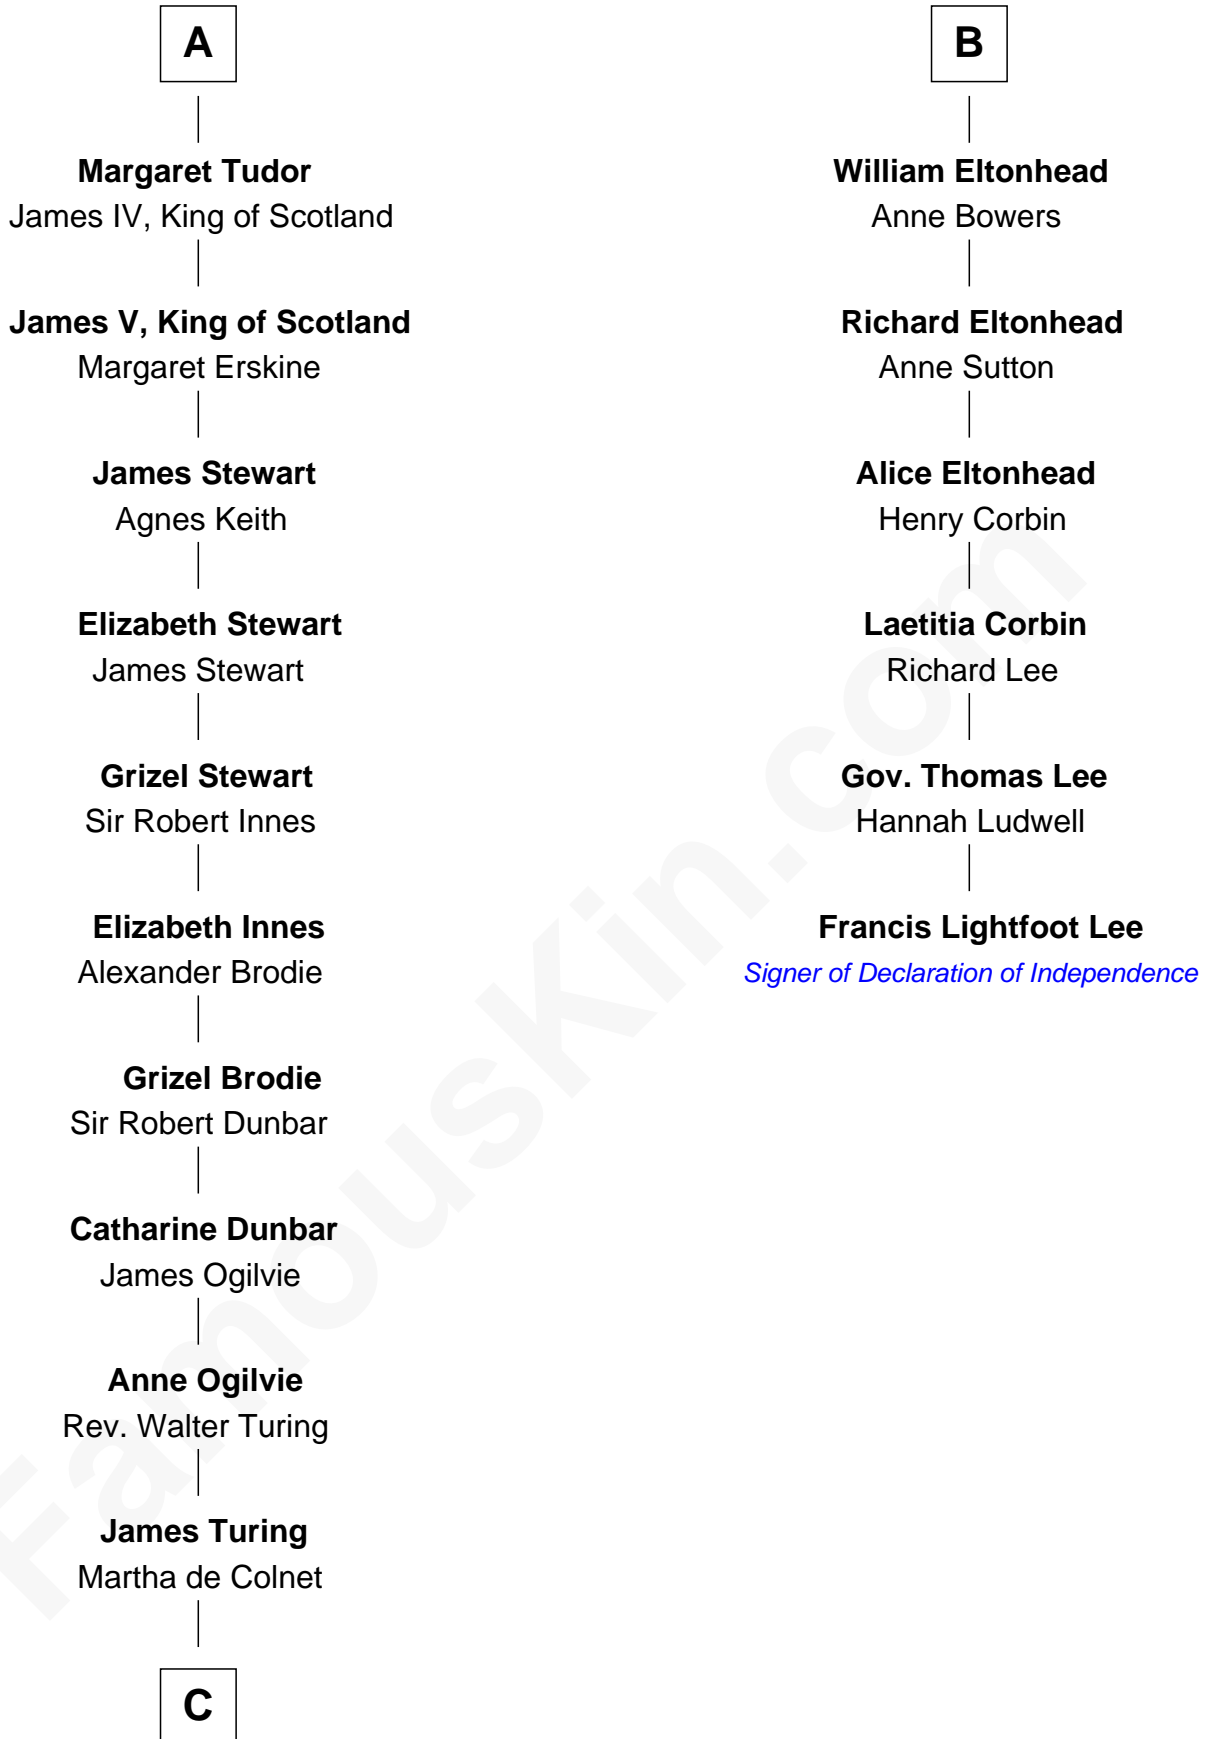 A
Margaret Tudor
James IV, King of Scotland
James V, King of Scotland
Margaret Erskine
James Stewart
Agnes Keith
Elizabeth Stewart
James Stewart
Grizel Stewart
Sir Robert Innes
Elizabeth Innes
Alexander Brodie
Grizel Brodie
Sir Robert Dunbar
Catharine Dunbar
James Ogilvie
Anne Ogilvie
Rev. Walter Turing
James Turing
Martha de Colnet
C
B
William Eltonhead
Anne Bowers
Richard Eltonhead
Anne Sutton
Alice Eltonhead
Henry Corbin
Laetitia Corbin
Richard Lee
Gov. Thomas Lee
Hannah Ludwell
Francis Lightfoot Lee
Signer of Declaration of Independence
FamousKin.com